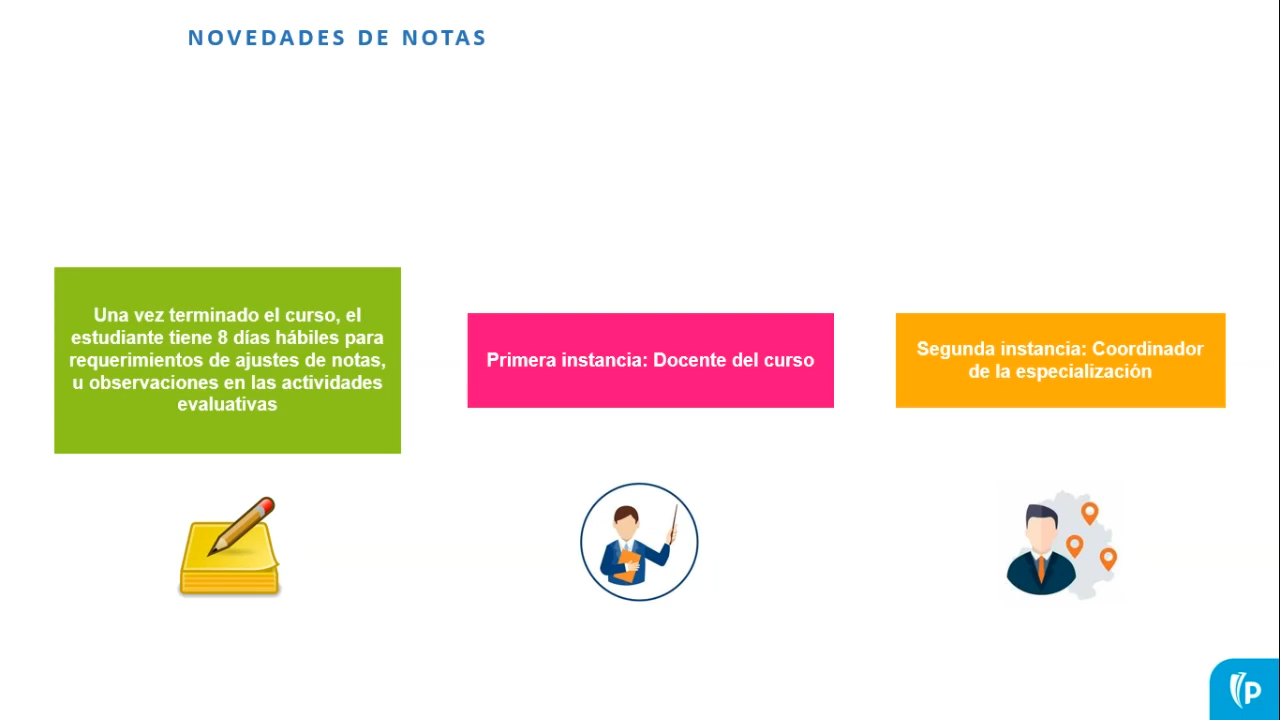 NOVEDADES DE NOTAS
Una vez terminado el curso, el
estudiante tiene 8 días hábiles para
requerimientos de ajustes de notas,
u observaciones en las actividades
evaluativas
Primera instancia: Docente del curso
Segunda instancia: Coordinador
de la especialización
P